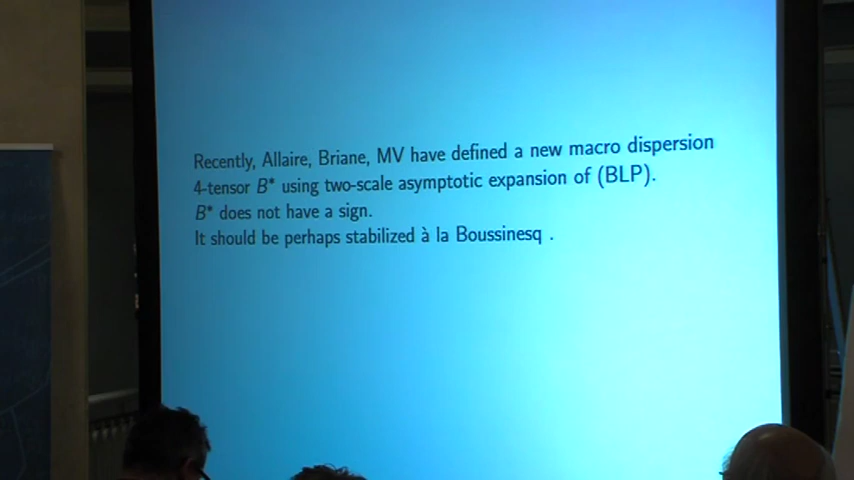 Recently, Allaire, Briane, MV have defined a new macro dispersion
4-tensor B* using two-scale asymptotic expansion of (BLP).
B* does not have a sign.
It should be perhaps stabilized à la Boussinesq .